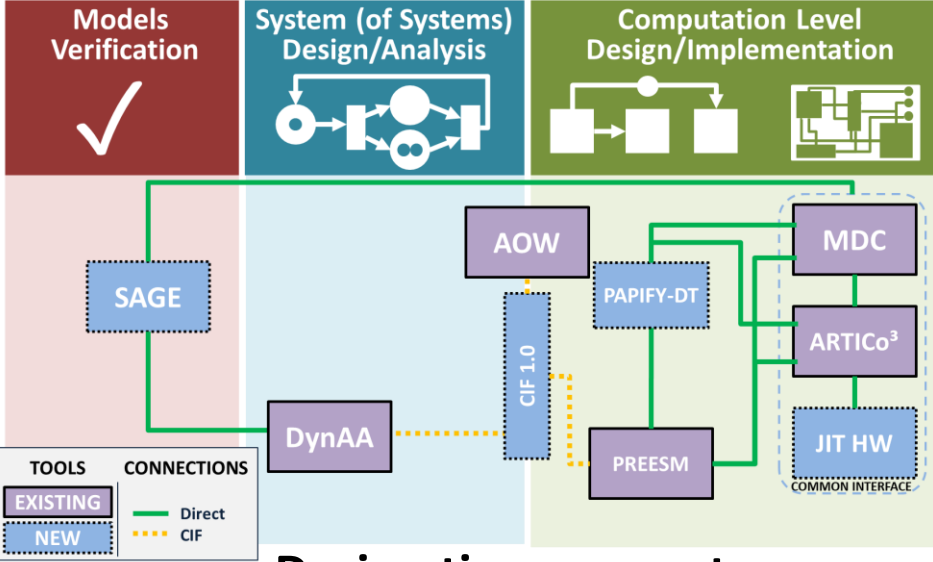 Models
Verification
System (of Systems)
Design/Analysis
Computation Level
Design/Implementation
SAGE
AOW
PAPIFY-DT
MDC
ARTICo³
CIF 1.0
DynAA
PREESM
JIT HW
COMMON INTERFACE
TOOLS
CONNECTIONS
EXISTING
NEW
Direct
CIF